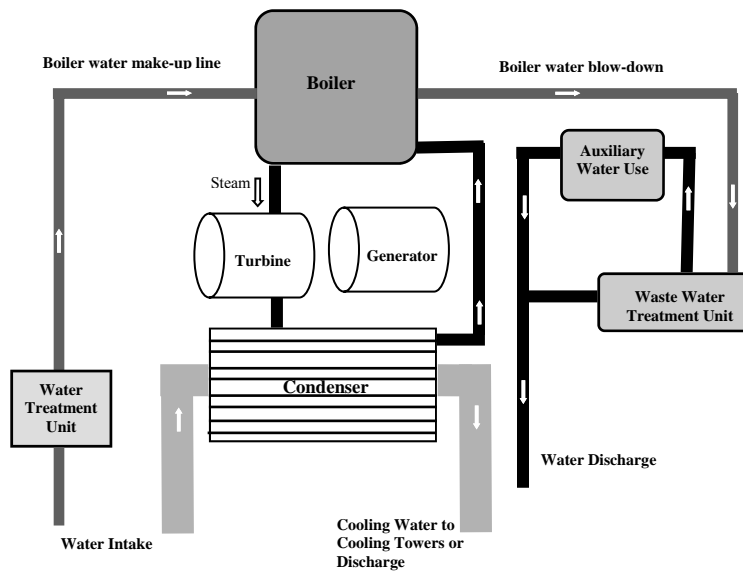 Boiler water make-up line
Boiler
Boiler water blow-down
Auxiliary
Water Use
Steam
Turbine
Generator
Waste Water
Treatment Unit
Water
Treatment
Unit
Condenser
Water Discharge
Water Intake
Cooling Water to
Cooling Towers or
Discharge